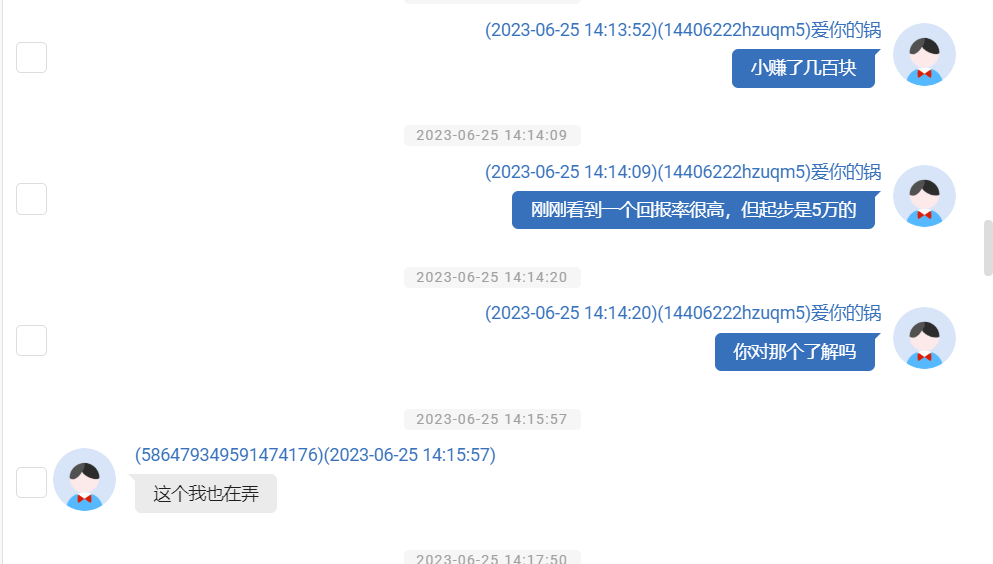 (2023-06-25 14:13:52)(14406222hzuqm5)爱你的锅
小赚了几百块
2023-06-25 14:14:09
(2023-06-25 14:14:09)(14406222hzuqm5)爱你的锅
刚刚看到一个回报率很高，但起步是5万的
2023-06-25 14:14:20
(2023-06-25 14:14:20)(14406222hzuqm5)爱你的锅
你对那个了解吗
2023-06-25 14:15:57
(586479349591474176)(2023-06-25 14:15:57)
这个我也在弄
2023-06-25 14:17:50